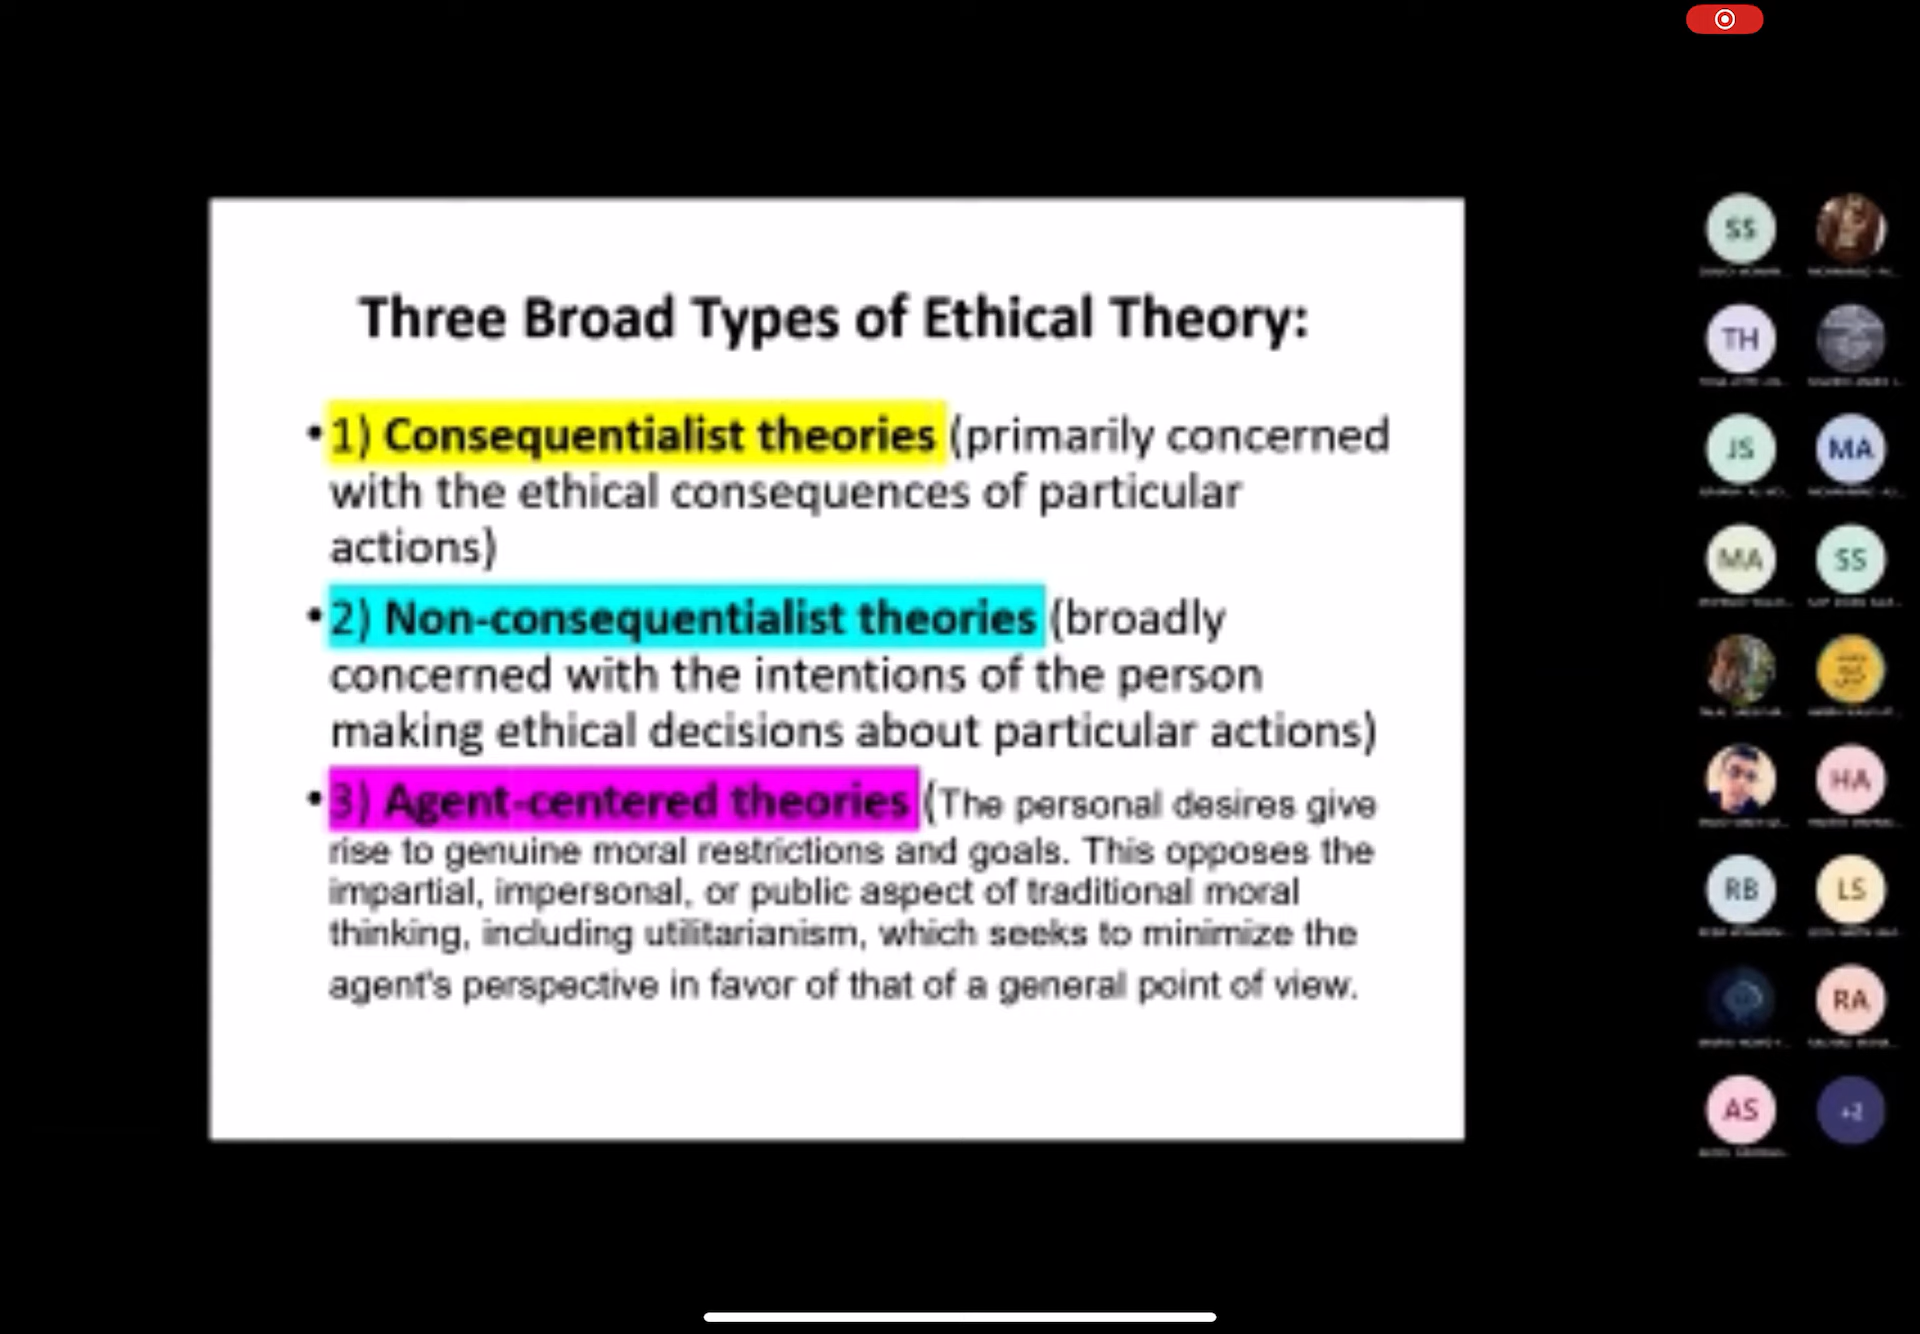 Three Broad Types of Ethical Theory:
• 1) Consequentialist theories (primarily concerned
with the ethical consequences of particular
actions)
• 2) Non-consequentialist theories (broadly
concerned with the intentions of the person
making ethical decisions about particular actions)
• 3) Agent-centered theories (The personal desires give
rise to genuine moral restrictions and goals. This opposes the
impartial, impersonal, or public aspect of traditional moral
thinking, including utilitarianism, which seeks to minimize the
agent's perspective in favor of that of a general point of view.
SS
TH
JS MA
MA SS
HA
RB LS
RA
AS +2